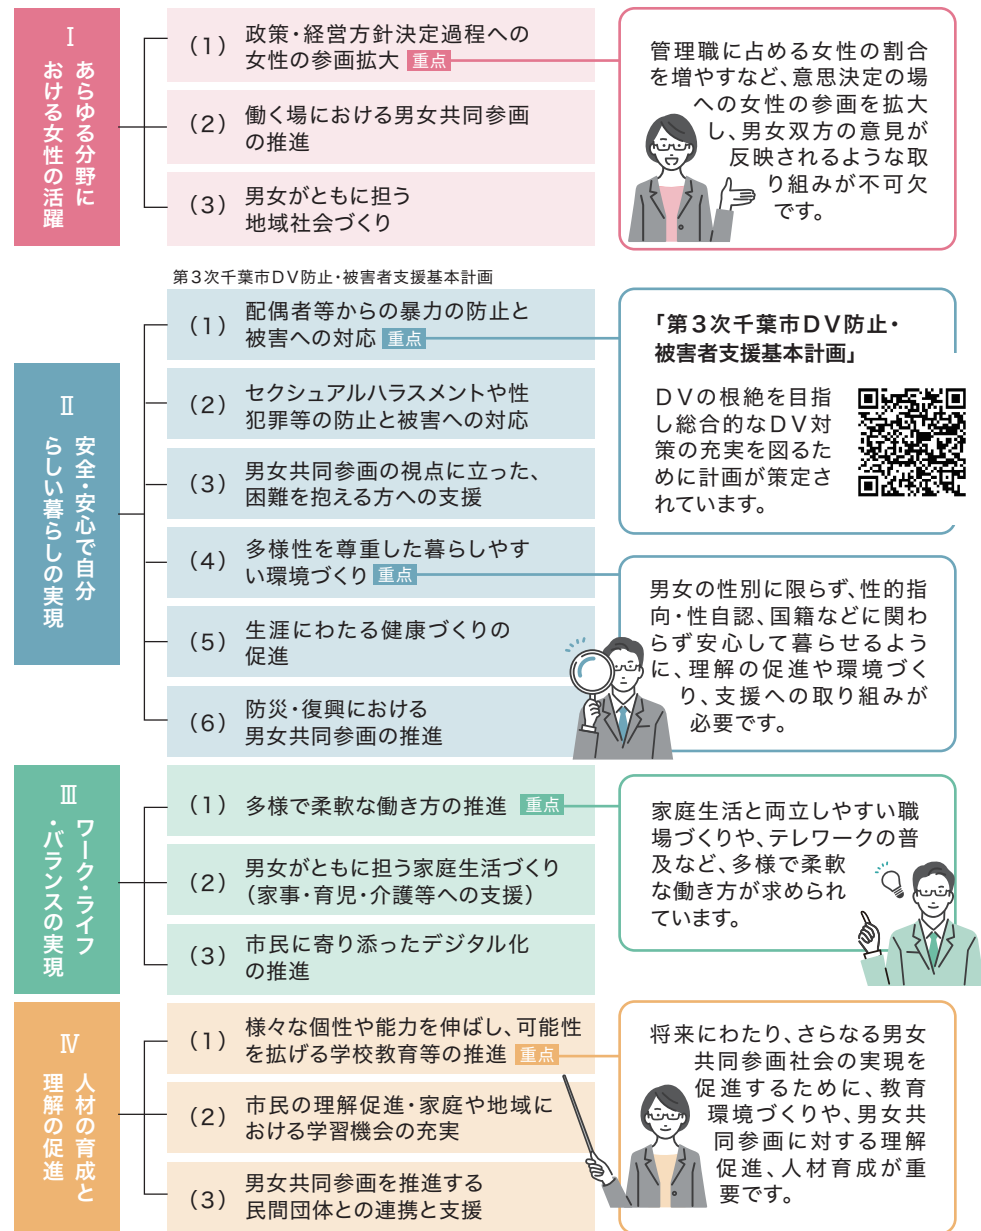 Ⅰ
あらゆる分野に
おける女性の活躍
（1） 政策・経営方針決定過程への
女性の参画拡大 重点
（2） 働く場における男女共同参画
の推進
（3） 男女がともに担う
地域社会づくり
管理職に占める女性の割合
を増やすなど、意思決定の場
への女性の参画を拡大
し、男女双方の意見が
反映されるような取
り組みが不可欠
です。
Ⅱ
安全・安心で自分
らしい暮らしの実現
第3次千葉市DV防止・被害者支援基本計画
（1） 配偶者等からの暴力の防止と
被害への対応 重点
（2） セクシュアルハラスメントや性
犯罪等の防止と被害への対応
（3） 男女共同参画の視点に立った、
困難を抱える方への支援
（4） 多様性を尊重した暮らしやす
い環境づくり 重点
（5） 生涯にわたる健康づくりの
促進
（6） 防災・復興における
男女共同参画の推進
「第3次千葉市DV防止・
被害者支援基本計画」
DVの根絶を目指
し総合的なDV対
策の充実を図るた
めに計画が策定さ
れています。
男女の性別に限らず、性的指
向・性自認、国籍などに関わ
らず安心して暮らせるよう
に、理解の促進や環境づく
り、支援への取り組みが
必要です。
Ⅲ
ワーク・ライフ
・バランスの実現
（1） 多様で柔軟な働き方の推進 重点
（2） 男女がともに担う家庭生活づくり
（家事・育児・介護等への支援）
（3） 市民に寄り添ったデジタル化
の推進
家庭生活と両立しやすい職
場づくりや、テレワークの普
及など、多様で柔軟
な働き方が求められ
ています。
Ⅳ
人材の育成と
理解の促進
（1） 様々な個性や能力を伸ばし、可能性
を拡げる学校教育等の推進 重点
（2） 市民の理解促進・家庭や地域に
おける学習機会の充実
（3） 男女共同参画を推進する
民間団体との連携と支援
将来にわたり、さらなる男女
共同参画社会の実現を
促進するために、教育
環境づくりや、男女共
同参画に対する理解
促進、人材育成が重
要です。